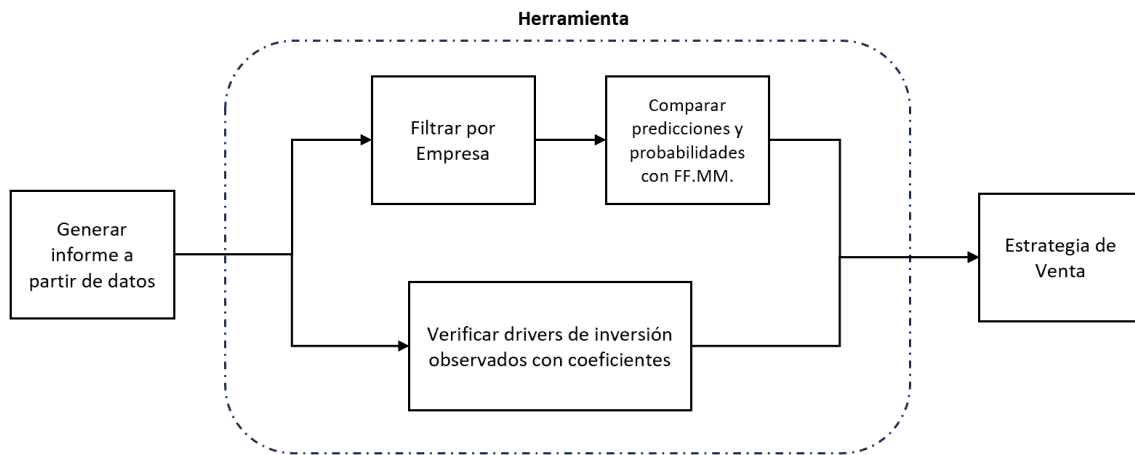 Herramienta
Generar
informe a
partir de datos
Filtrar por
Empresa
Comparar
predicciones y
probabilidades
con FF.MM.
Verificar drivers de inversión
observados con coeficientes
Estrategia de
Venta